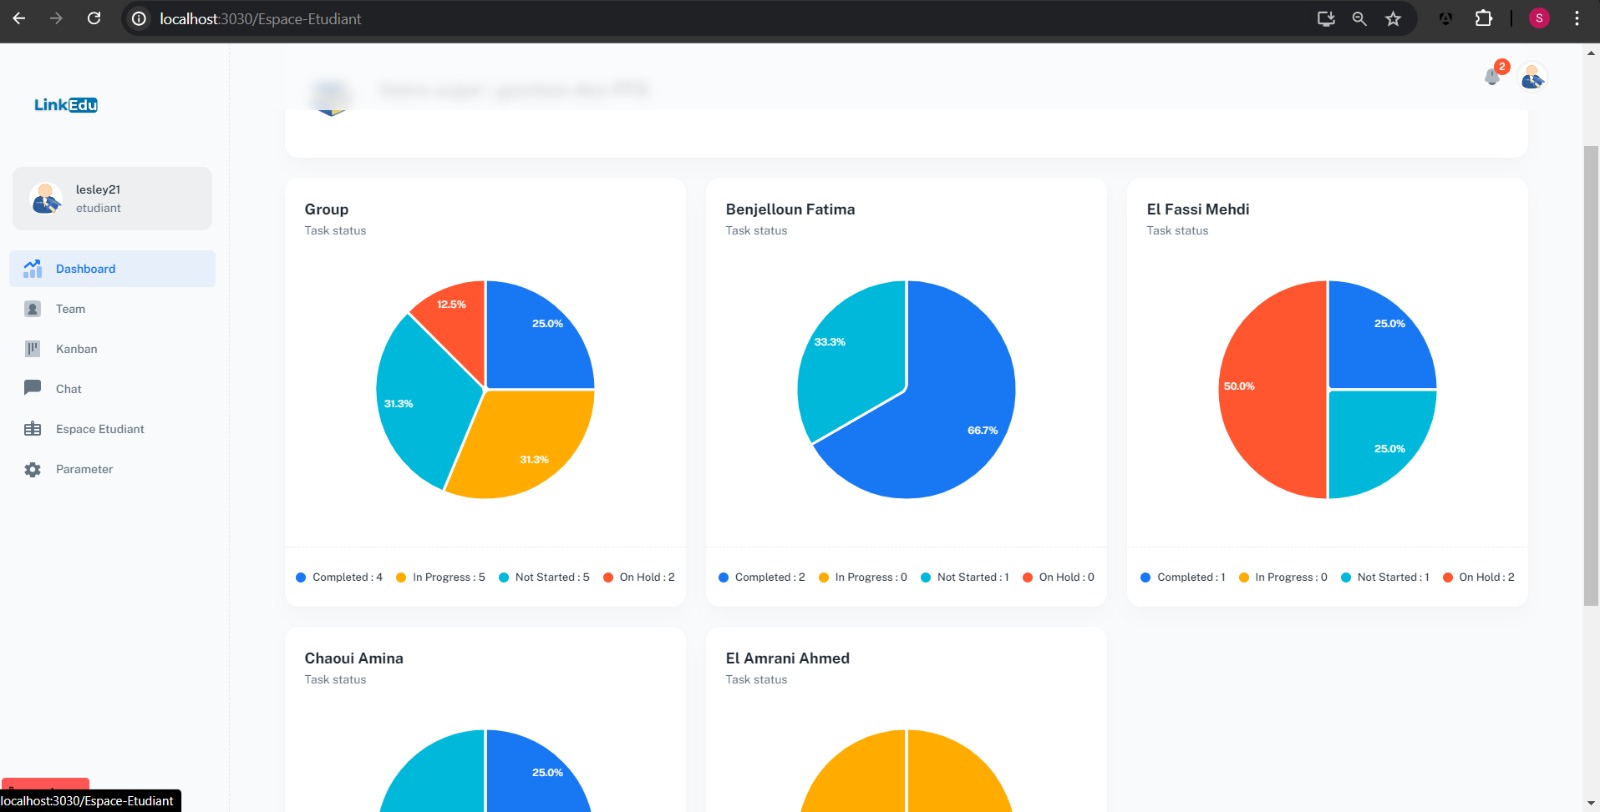 localhost:3030/Espace-Etudiant
S
LinkEdu
2
lesley21
etudiant
Dashboard
Team
Kanban
Chat
Espace Etudiant
Parameter
Group
Task status
12.5%
25.0%
31.3%
31.3%
Completed : 4 In Progress : 5 Not Started : 5 On Hold : 2
Benjelloun Fatima
Task status
33.3%
66.7%
Completed : 2 In Progress : 0 Not Started : 1 On Hold : 0
El Fassi Mehdi
Task status
25.0%
50.0%
25.0%
Completed : 1 In Progress : 0 Not Started : 1 On Hold : 2
Chaoui Amina
Task status
25.0%
El Amrani Ahmed
Task status
localhost:3030/Espace-Etudiant